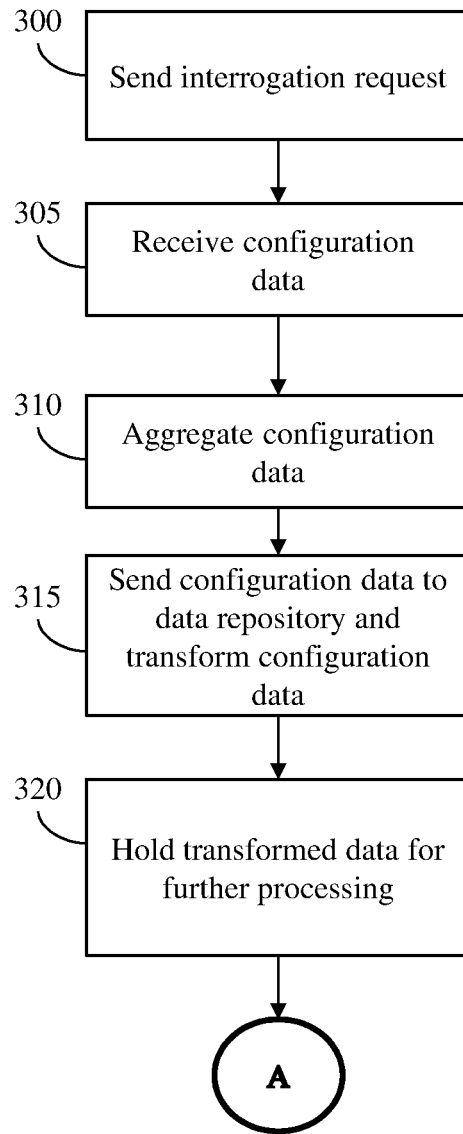 300
Send interrogation request
305
Receive configuration
data
310
Aggregate configuration
data
315
Send configuration data to
data repository and
transform configuration
data
320
Hold transformed data for
further processing
A